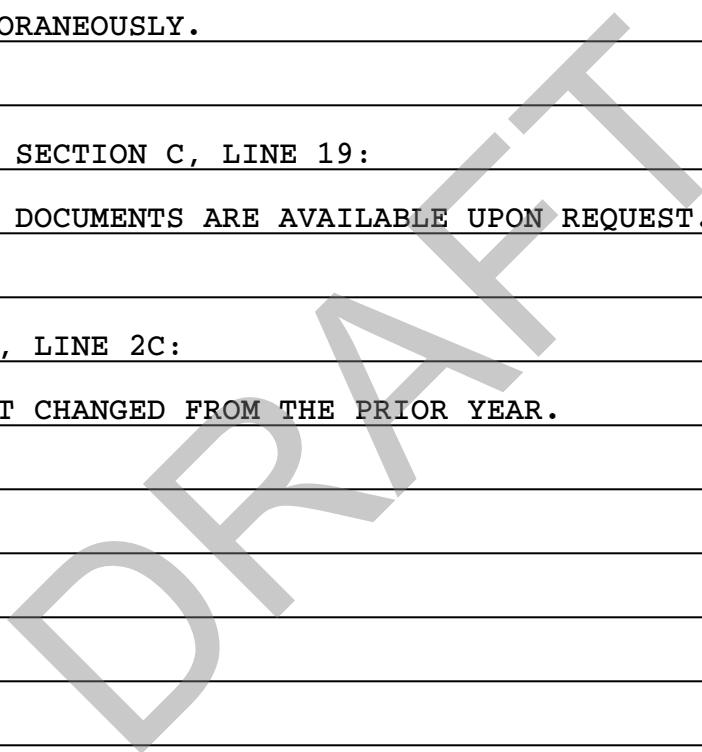 ORANEOUSLY.
SECTION C, LINE 19:
DOCUMENTS ARE AVAILABLE UPON REQUEST.
, LINE 2C:
T CHANGED FROM THE PRIOR YEAR.
DRAFT